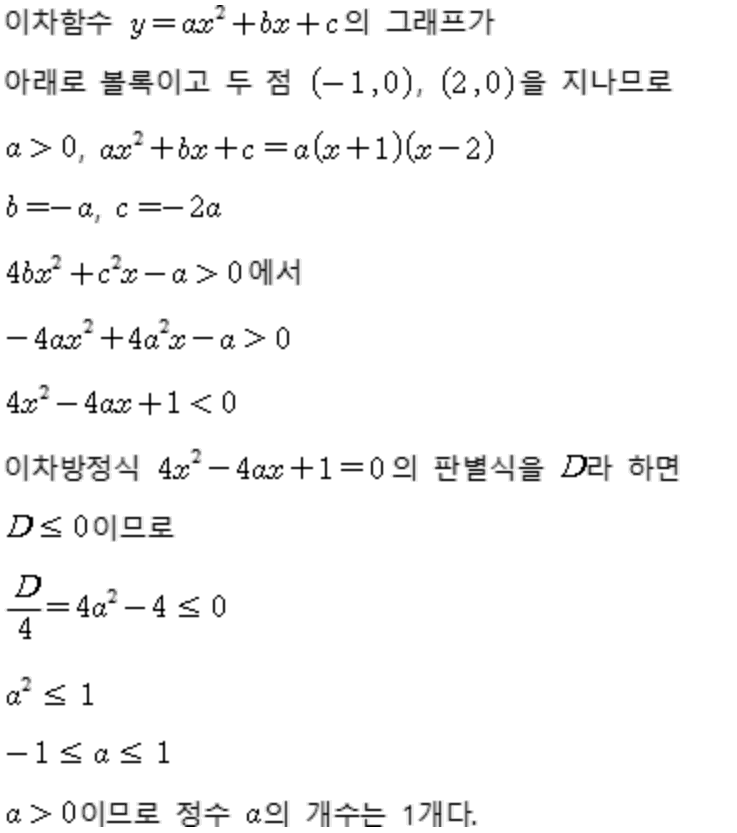 이차함수 y=ax²+bx+c의 그래프가
아래로 볼록이고 두 점 (-1,0), (2,0)을 지나므로
a>0, ax²+bx+c=a(x+1)(x-2)
b=-a, c=-2a
4bx²+c²x-a>0에서
-4ax²+4a²x-a>0
4x²-4ax+1<0
이차방정식 4x²-4ax+1=0의 판별식을 D라 하면
D≤0이므로
D/4=4a²-4≤0
a²≤1
-1≤a≤1
a>0이므로 정수 a의 개수는 1개다.